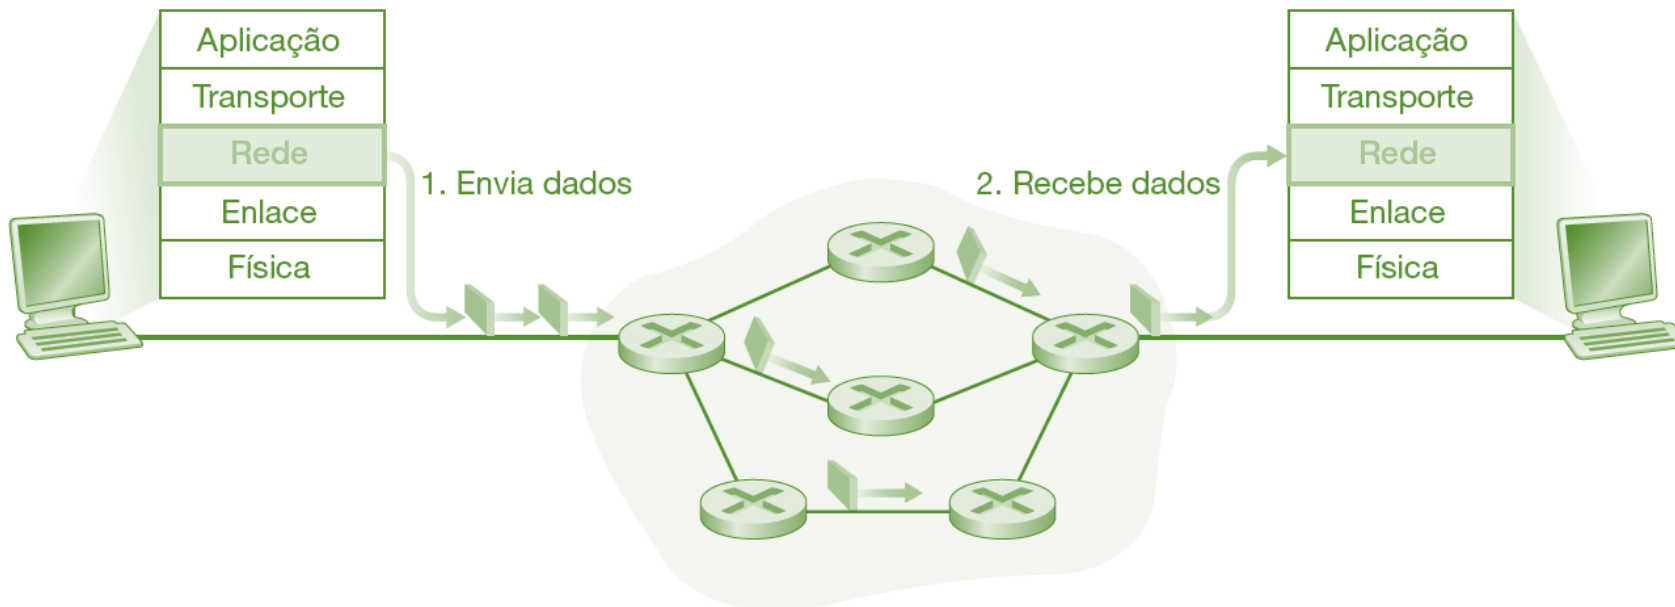 Aplicação
Transporte
Rede
Enlace
Física
1. Envia dados
2. Recebe dados
Aplicação
Transporte
Rede
Enlace
Física